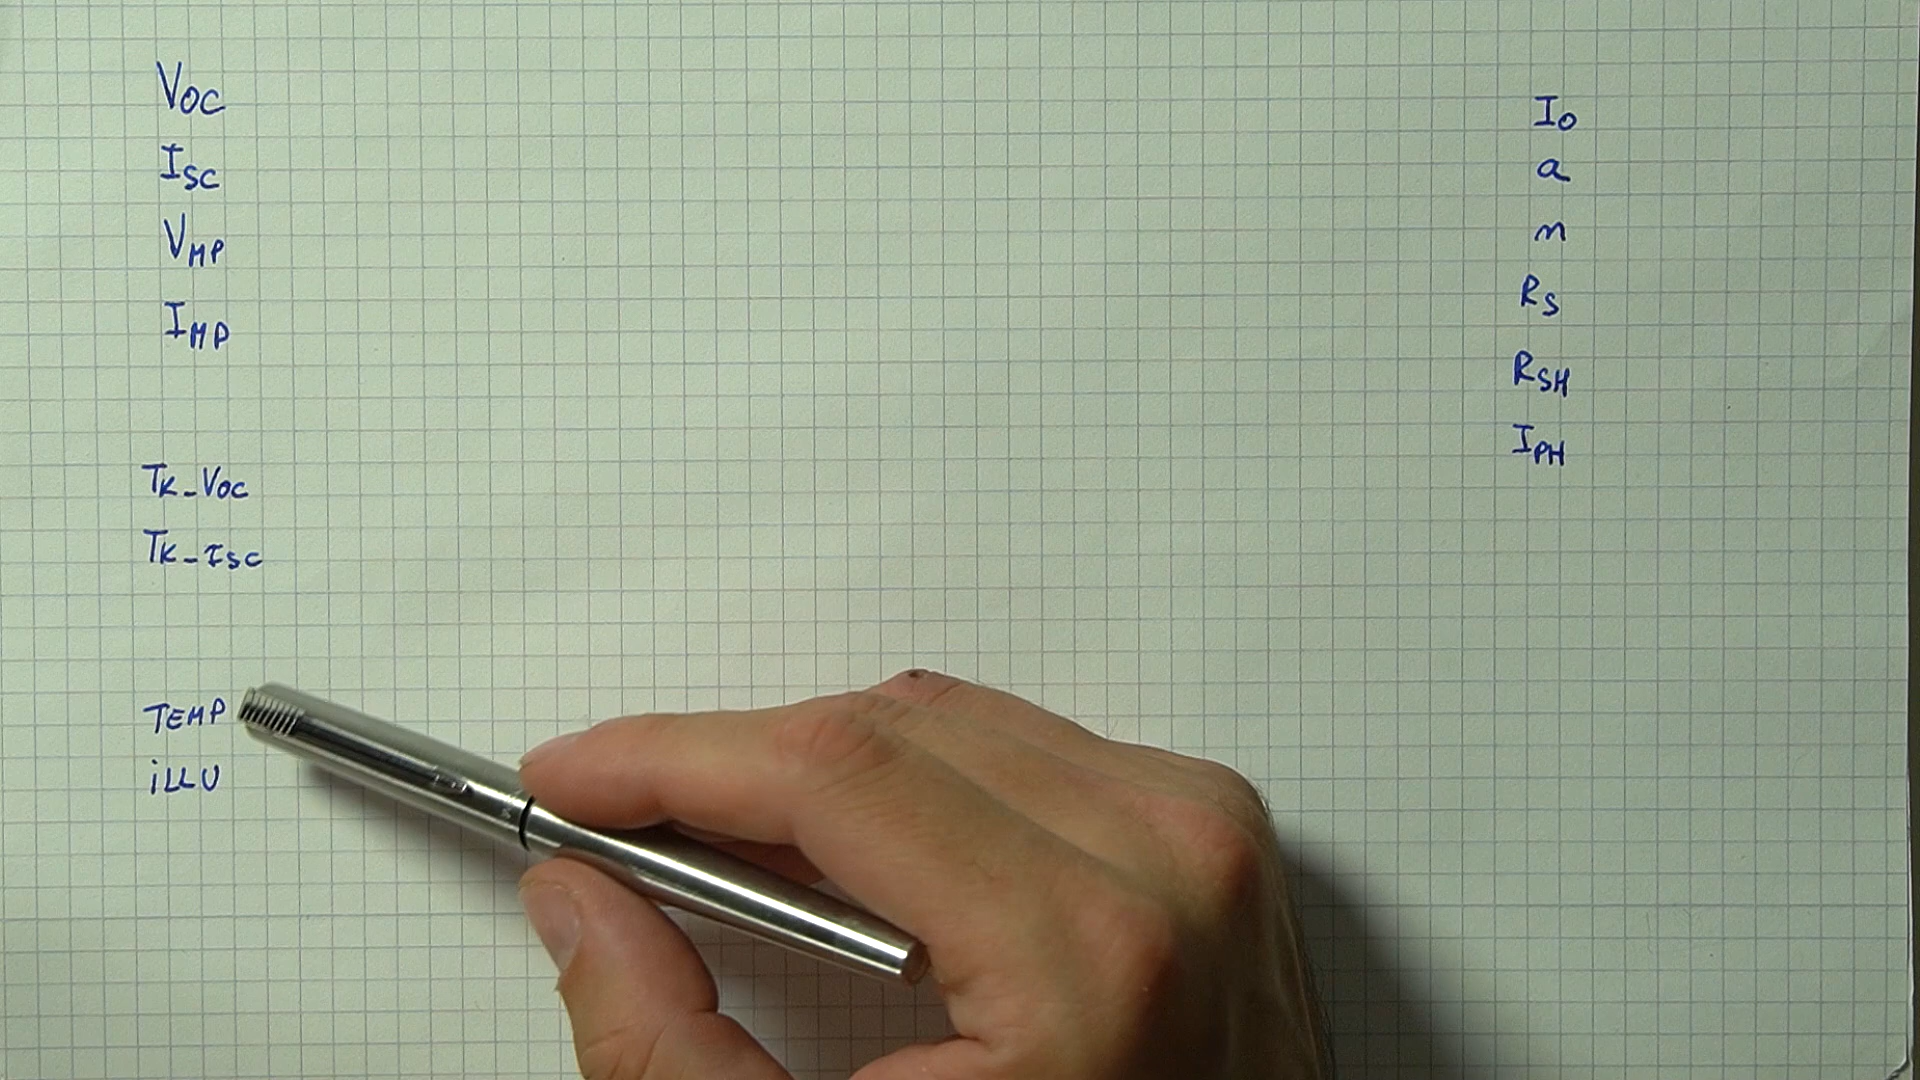 Voc
Isc
VMP
IMP
TK_Voc
TK_Isc
TEMP
iLLU
Io
a
n
Rs
RSH
IPH